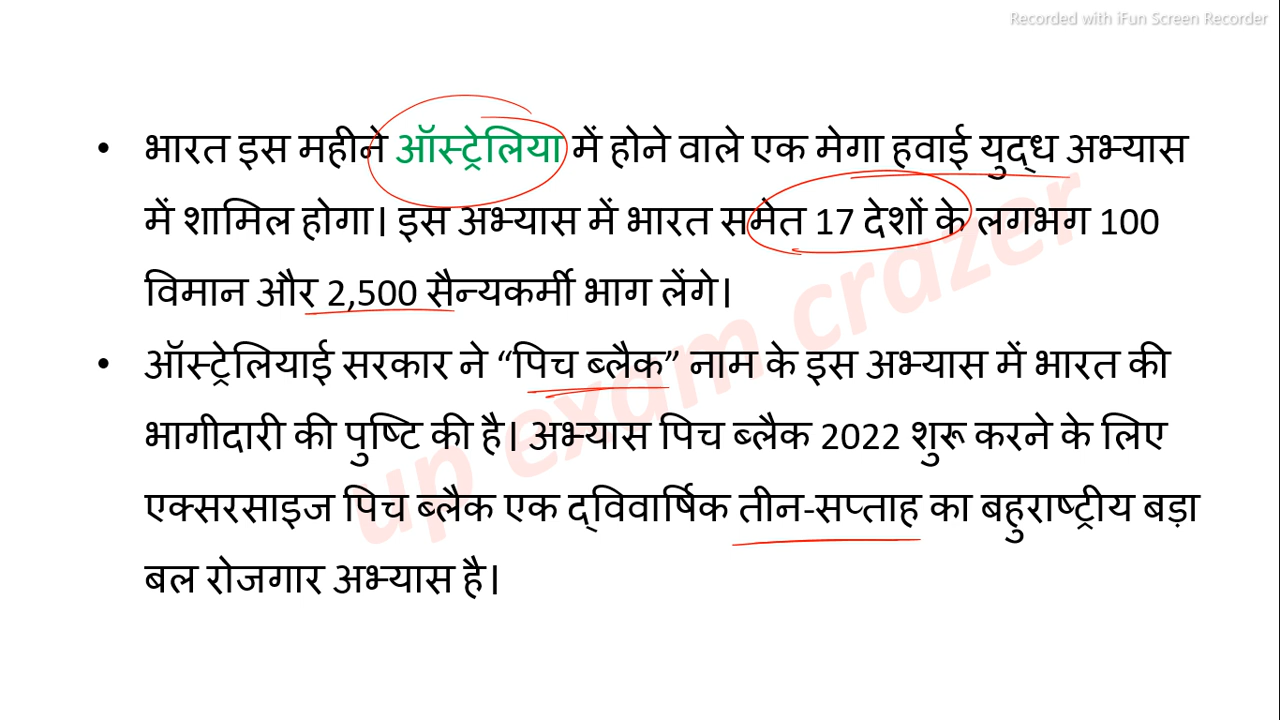 Recorded with iFun Screen Recorder
• भारत इस महीने ऑस्ट्रेलिया में होने वाले एक मेगा हवाई युद्ध अभ्यास
में शामिल होगा। इस अभ्यास में भारत समेत 17 देशों के लगभग 100
विमान और 2,500 सैन्यकर्मी भाग लेंगे।
• ऑस्ट्रेलियाई सरकार ने “पिच ब्लैक” नाम के इस अभ्यास में भारत की
भागीदारी की पुष्टि की है। अभ्यास पिच ब्लैक 2022 शुरू करने के लिए
एक्सरसाइज पिच ब्लैक एक द्विवार्षिक तीन-सप्ताह का बहुराष्ट्रीय बड़ा
बल रोजगार अभ्यास है।
up exam crazer